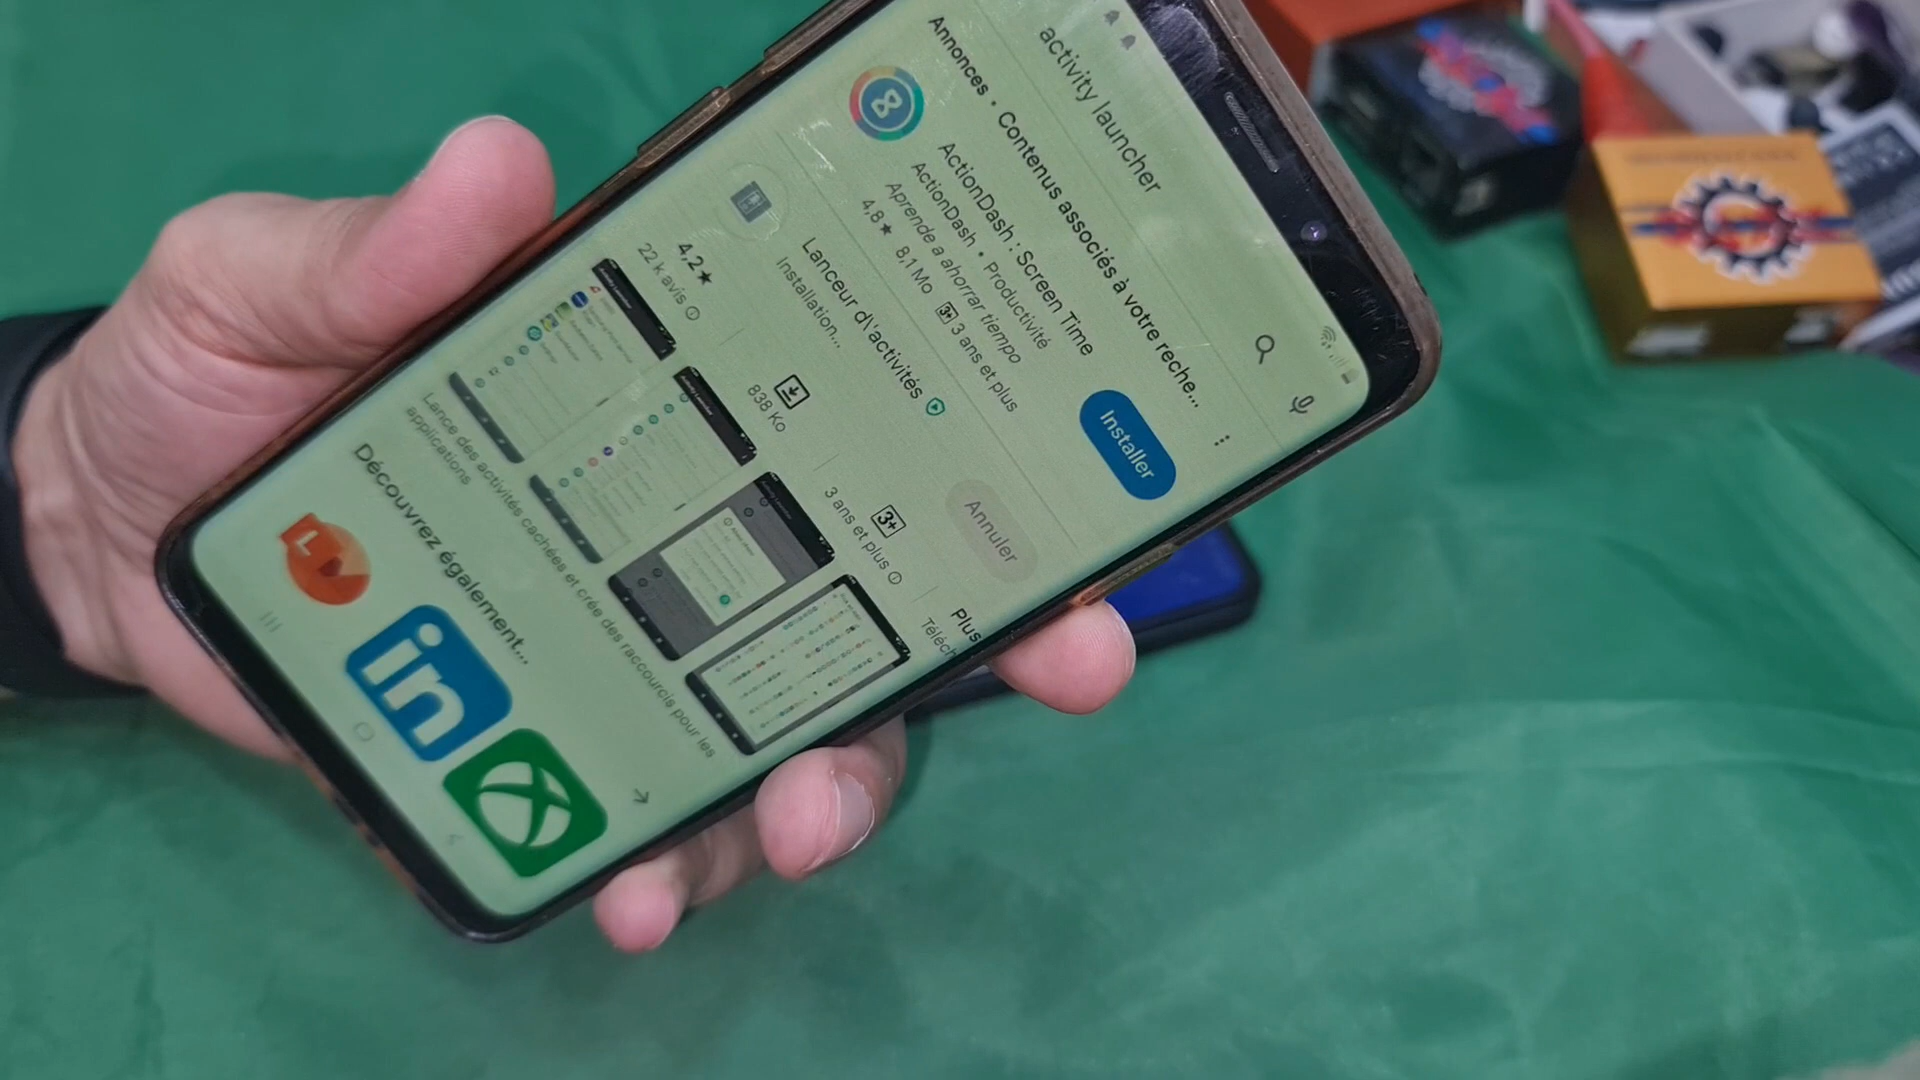 activity launcher
Annonces • Contenus associés à votre reche...
ActionDash : Screen Time
ActionDash • Productivité
Aprende a ahorrar tiempo
4,8★ 8,1 Mo 3+ 3 ans et plus
Installer
Lanceur d\'activités
Installation...
Annuler
4,2★
22 k avis
838 Ko
3+
3 ans et plus
Plus
Téléch
Lance des activités cachées et crée des raccourcis pour les
applications
Découvrez également...
L
in